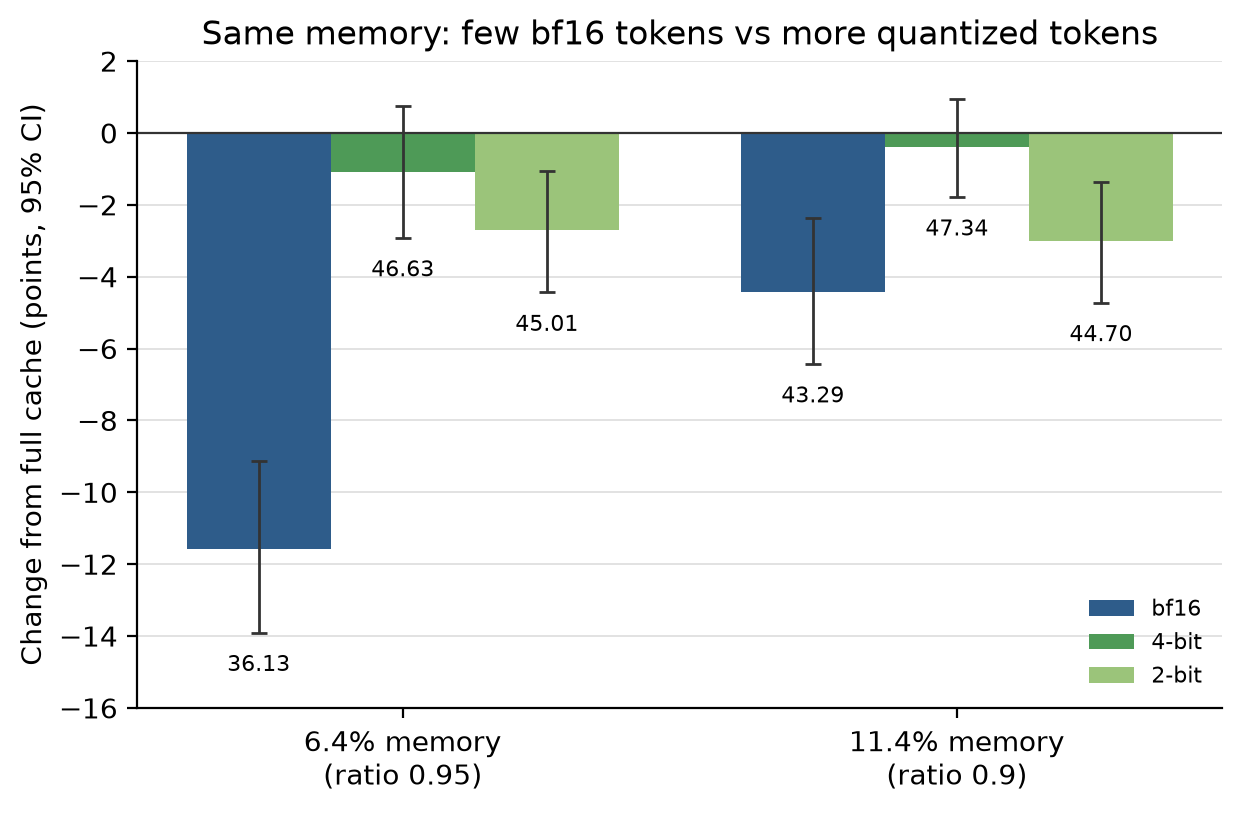 Same memory: few bf16 tokens vs more quantized tokens
Change from full cache (points, 95% CI)
2
0
−2
−4
−6
−8
−10
−12
−14
−16
36.13
46.63
45.01
43.29
47.34
44.70
bf16
4-bit
2-bit
6.4% memory
(ratio 0.95)
11.4% memory
(ratio 0.9)